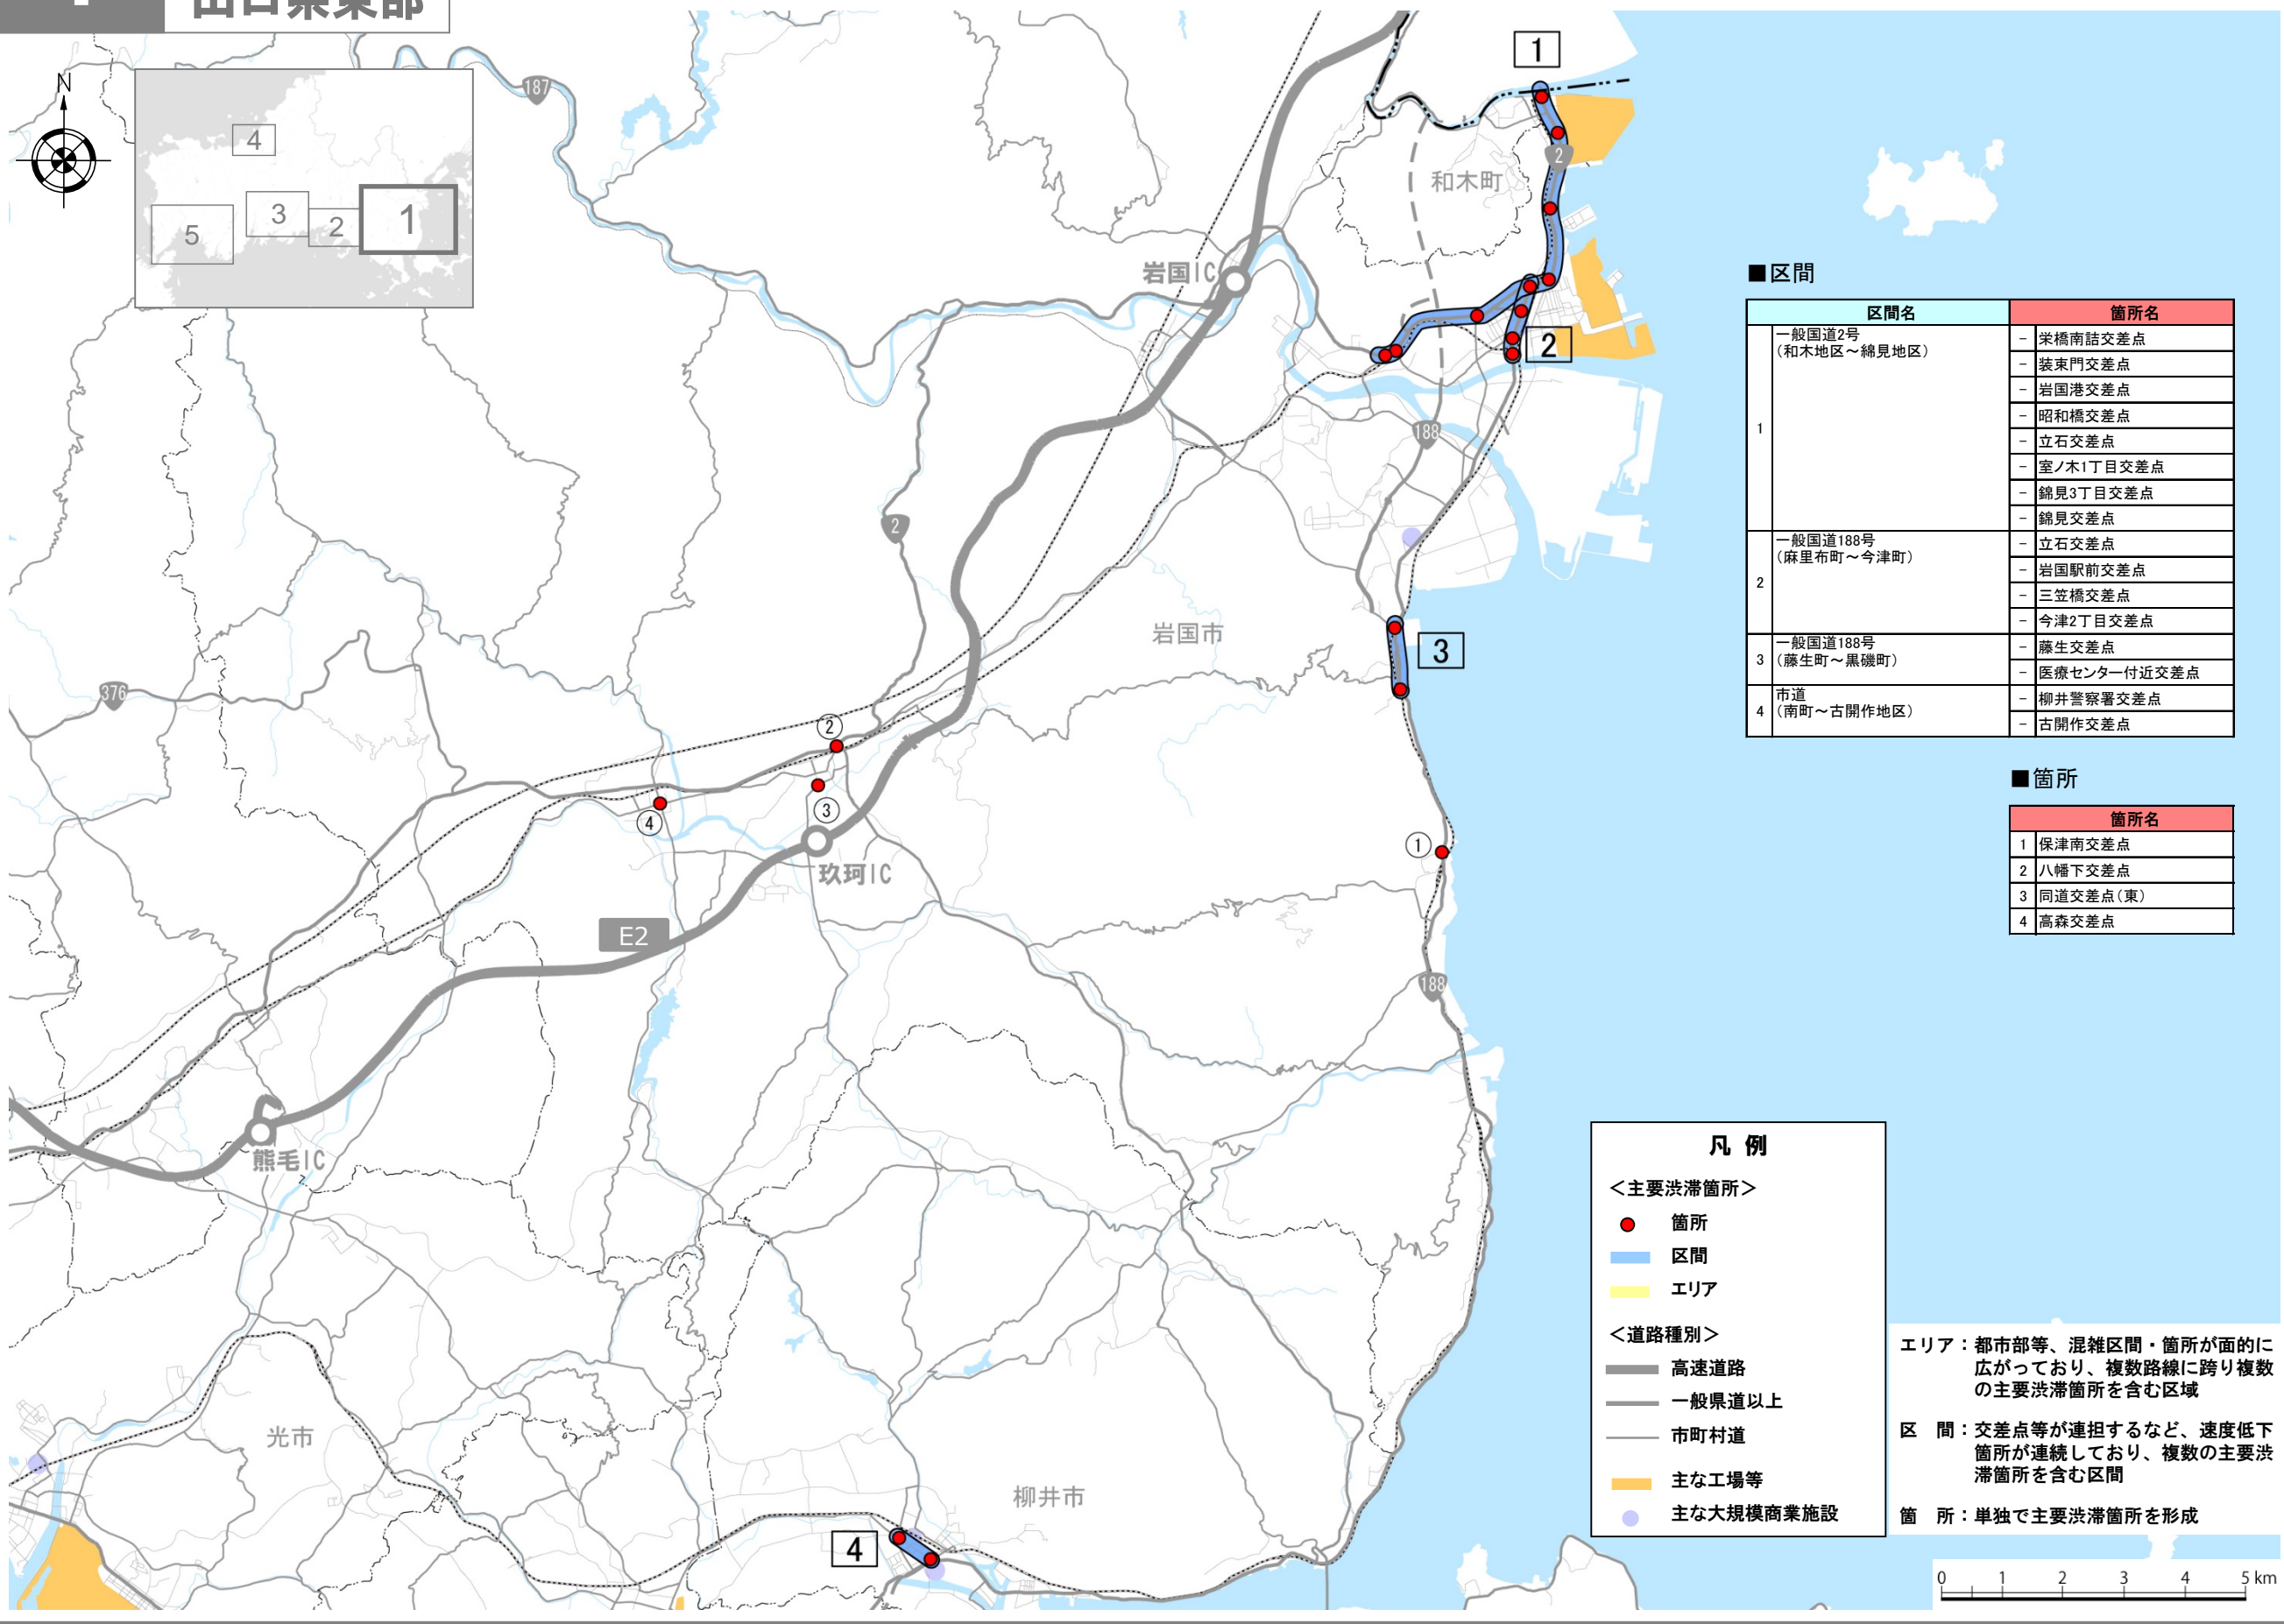 山口県東部
N
4
3
2
1
5
187
1
2
和木町
岩国IC
2
188
2
岩国市
3
376
②
③
④
①
玖珂IC
E2
188
熊毛IC
光市
柳井市
4
■区間
区間名 箇所名
1 一般国道2号 － 栄橋南詰交差点
（和木地区～錦見地区） － 装束門交差点
－ 岩国港交差点
－ 昭和橋交差点
－ 立石交差点
－ 室ノ木1丁目交差点
－ 錦見3丁目交差点
－ 錦見交差点
2 一般国道188号 － 立石交差点
（麻里布町～今津町） － 岩国駅前交差点
－ 三笠橋交差点
－ 今津2丁目交差点
3 一般国道188号 － 藤生交差点
（藤生町～黒磯町） － 医療センター付近交差点
4 市道 － 柳井警察署交差点
（南町～古開作地区） － 古開作交差点
■箇所
箇所名
1 保津南交差点
2 八幡下交差点
3 同道交差点（東）
4 高森交差点
凡 例
＜主要渋滞箇所＞
箇所
区間
エリア
＜道路種別＞
高速道路
一般県道以上
市町村道
主な工場等
主な大規模商業施設
エリア：都市部等、混雑区間・箇所が面的に
広がっており、複数路線に跨り複数
の主要渋滞箇所を含む区域
区　間：交差点等が連担するなど、速度低下
箇所が連続しており、複数の主要渋
滞箇所を含む区間
箇　所：単独で主要渋滞箇所を形成
0 1 2 3 4 5 km